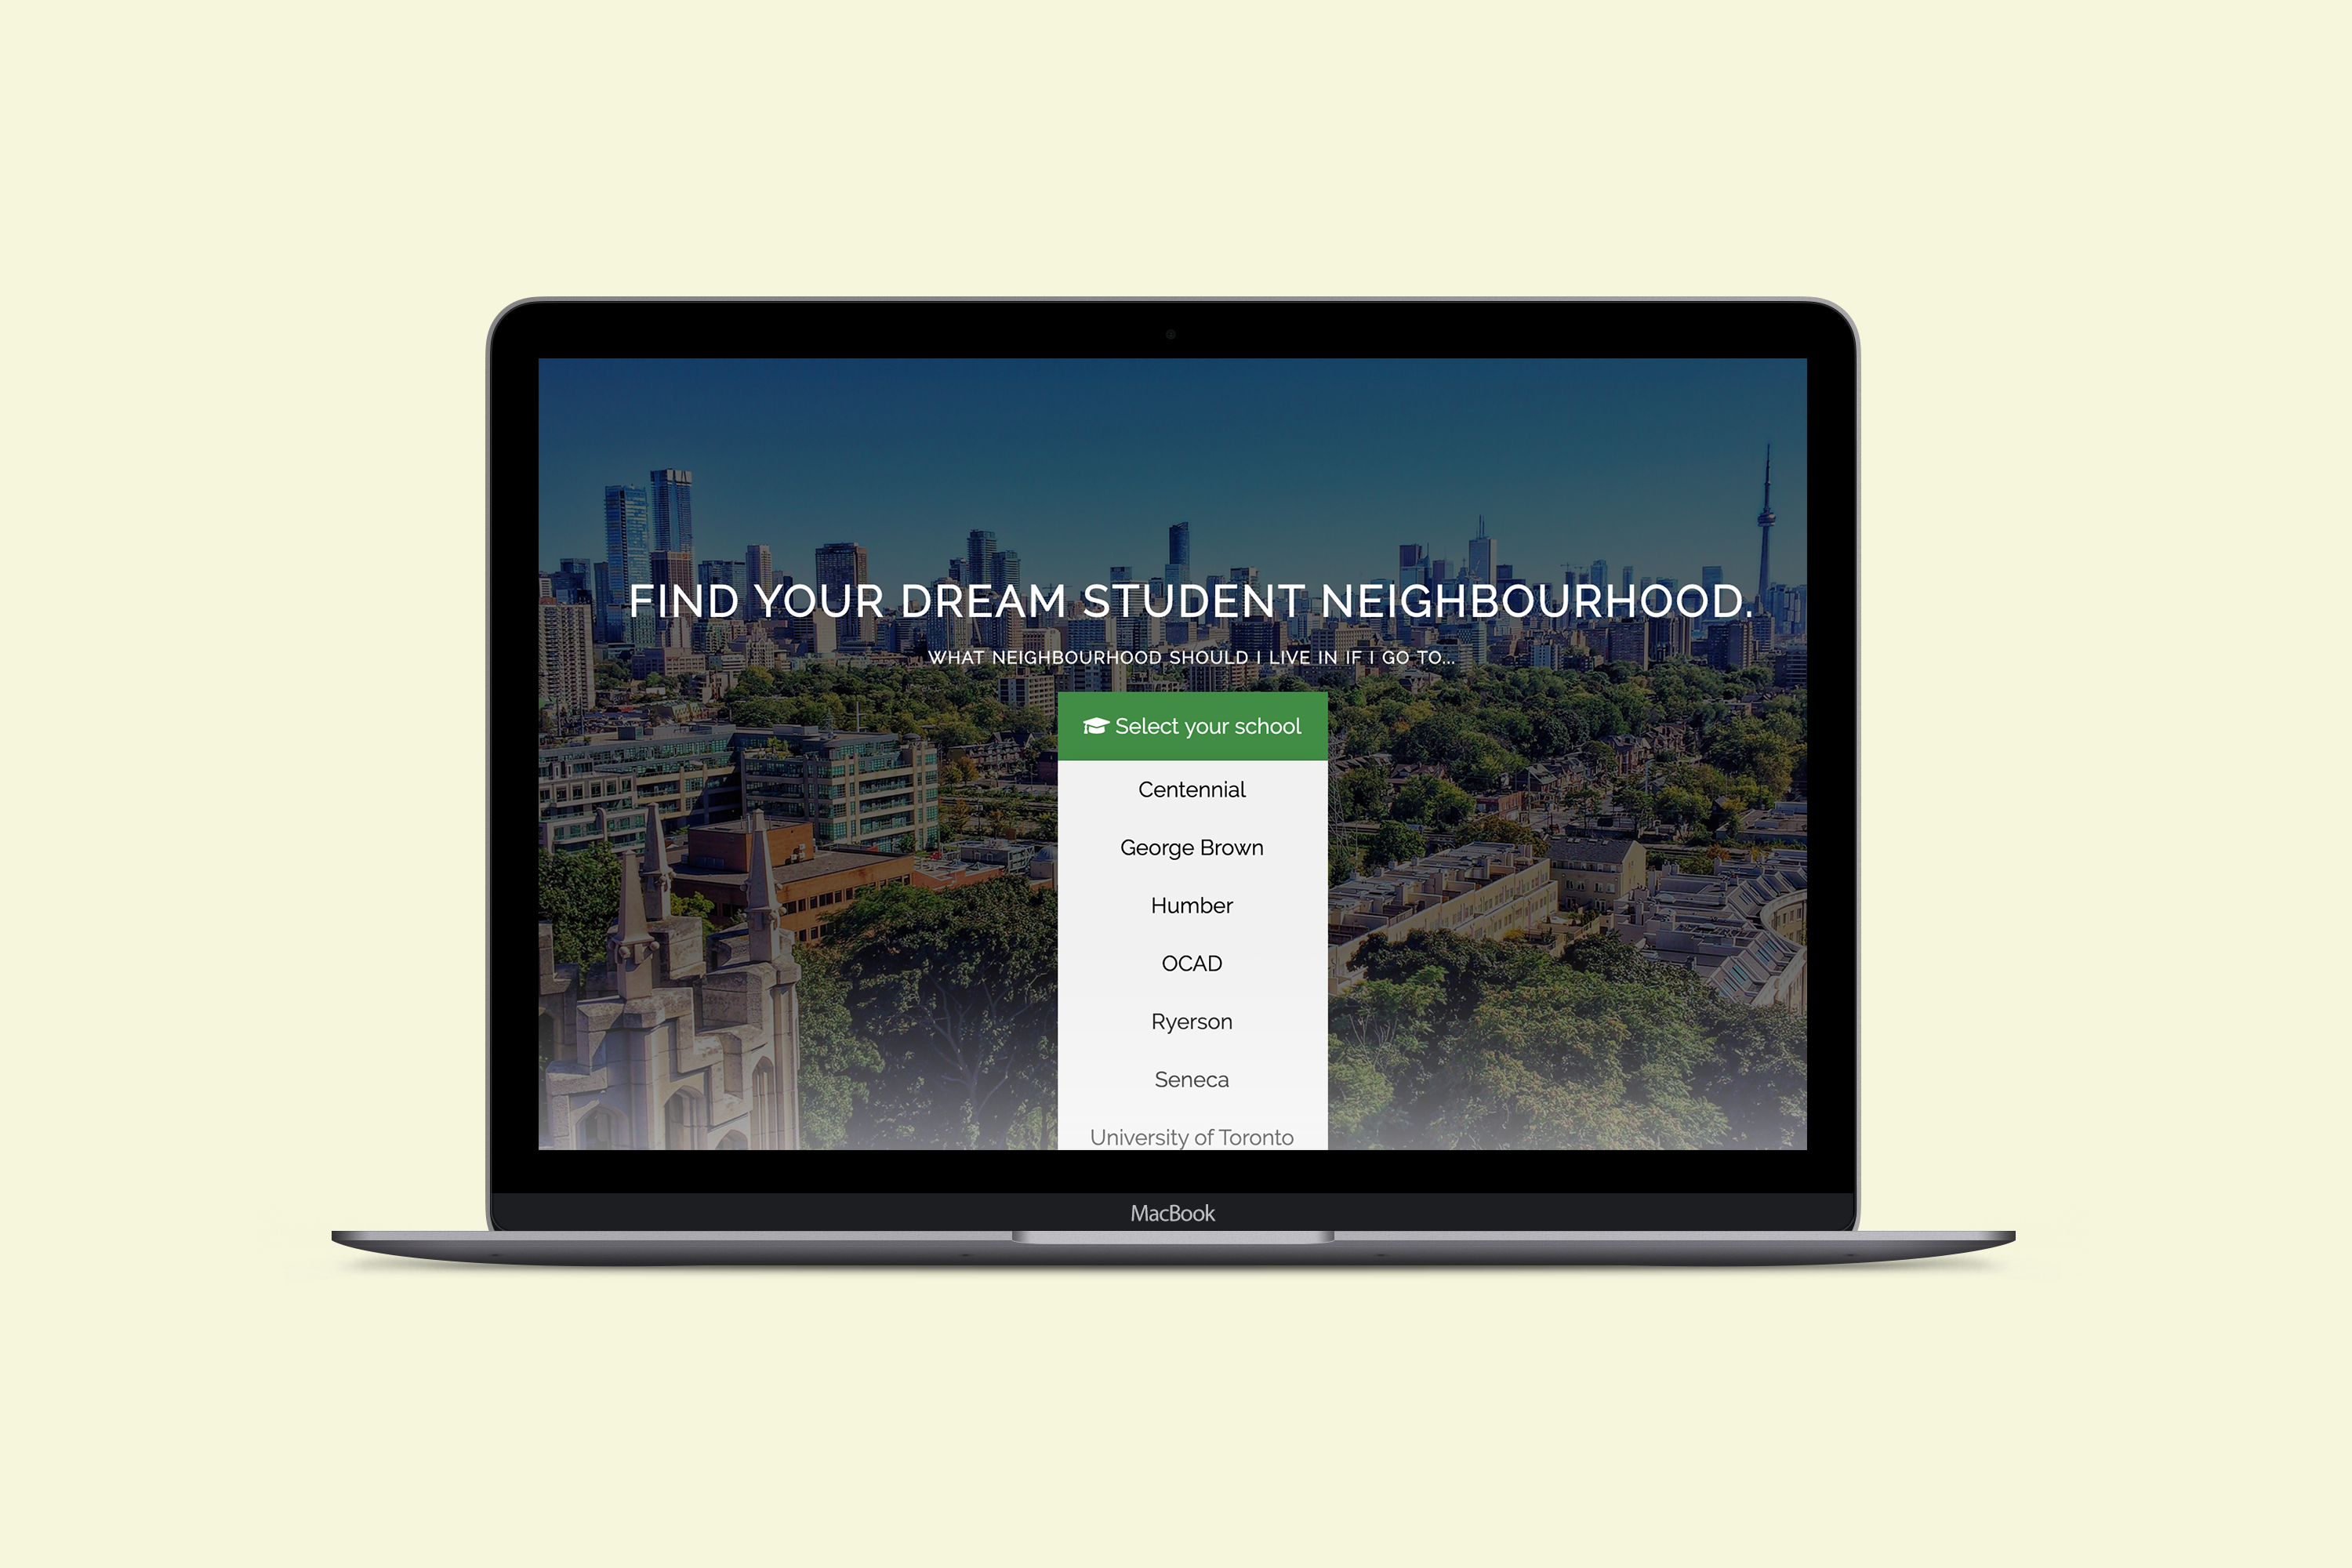 FIND YOUR DREAM STUDENT NEIGHBOURHOOD.
WHAT NEIGHBOURHOOD SHOULD I LIVE IN IF I GO TO...
Select your school
Centennial
George Brown
Humber
OCAD
Ryerson
Seneca
University of Toronto
MacBook